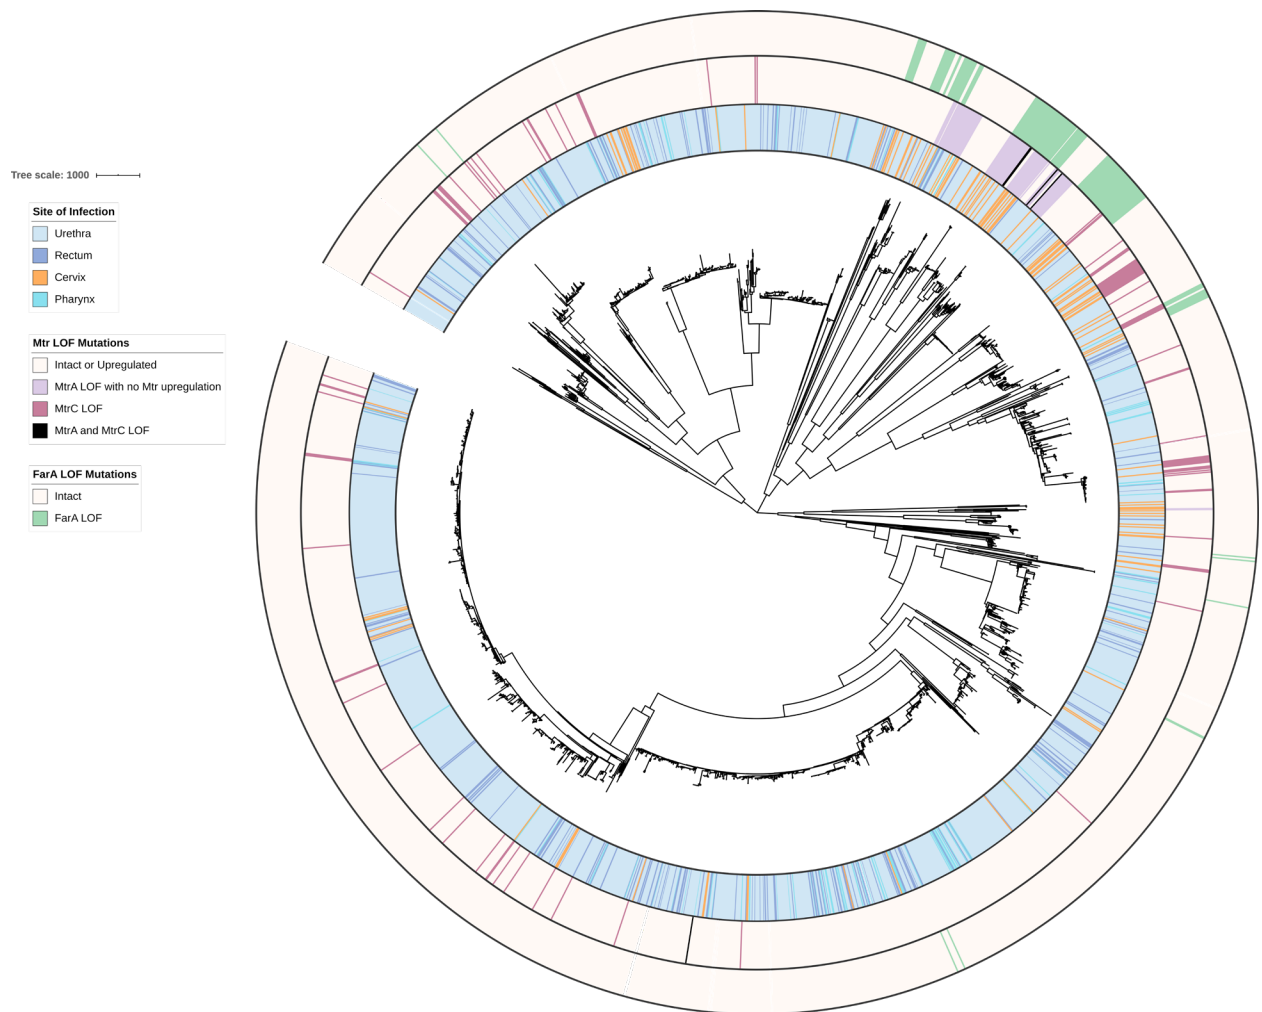 Tree scale: 1000
Site of Infection
Urethra
Rectum
Cervix
Pharynx
Mtr LOF Mutations
Intact or Upregulated
MtrA LOF with no Mtr upregulation
MtrC LOF
MtrA and MtrC LOF
FarA LOF Mutations
Intact
FarA LOF